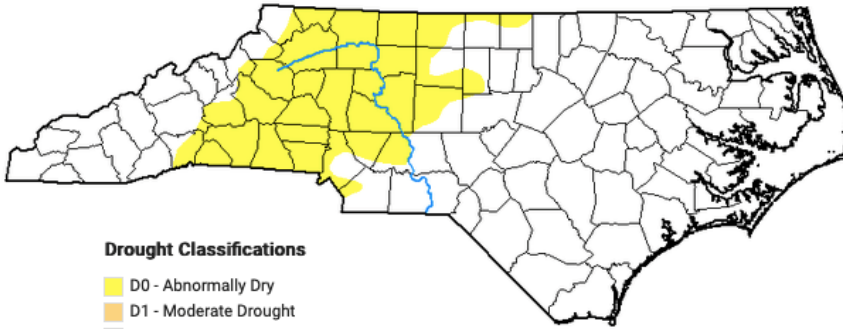 Drought Classifications
D0 - Abnormally Dry
D1 - Moderate Drought